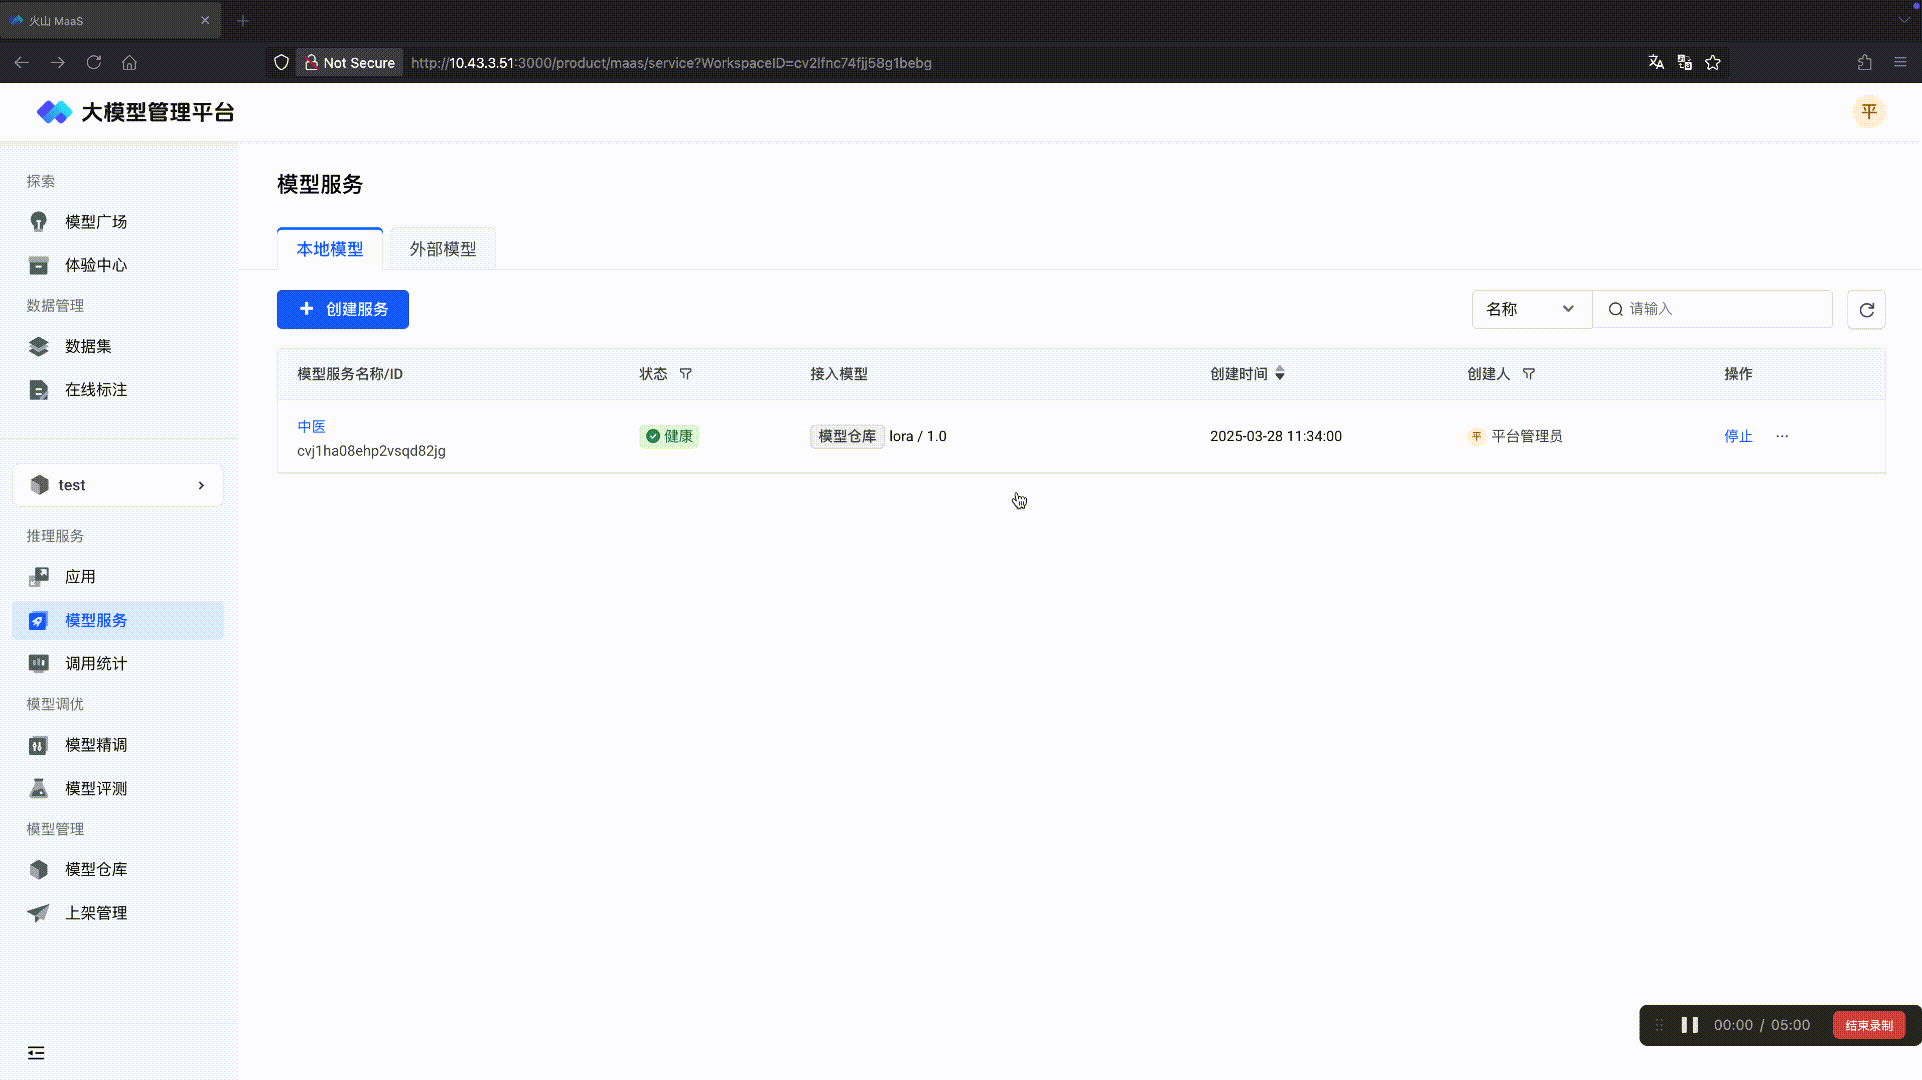 火山 MaaS
Not Secure http://10.43.3.51:3000/product/maas/service?WorkspaceID=cv2lfnc74fjj58g1bebg
大模型管理平台
平
探索
模型广场
体验中心
数据管理
数据集
在线标注
test
推理服务
应用
模型服务
调用统计
模型调优
模型精调
模型评测
模型管理
模型仓库
上架管理
模型服务
本地模型 外部模型
创建服务
名称 请输入
模型服务名称/ID 状态 接入模型 创建时间 创建人 操作
中医
cvj1ha08ehp2vsqd82jg
健康 模型仓库 lora / 1.0 2025-03-28 11:34:00 平 平台管理员 停止 ···
00:00 / 05:00 结束录制